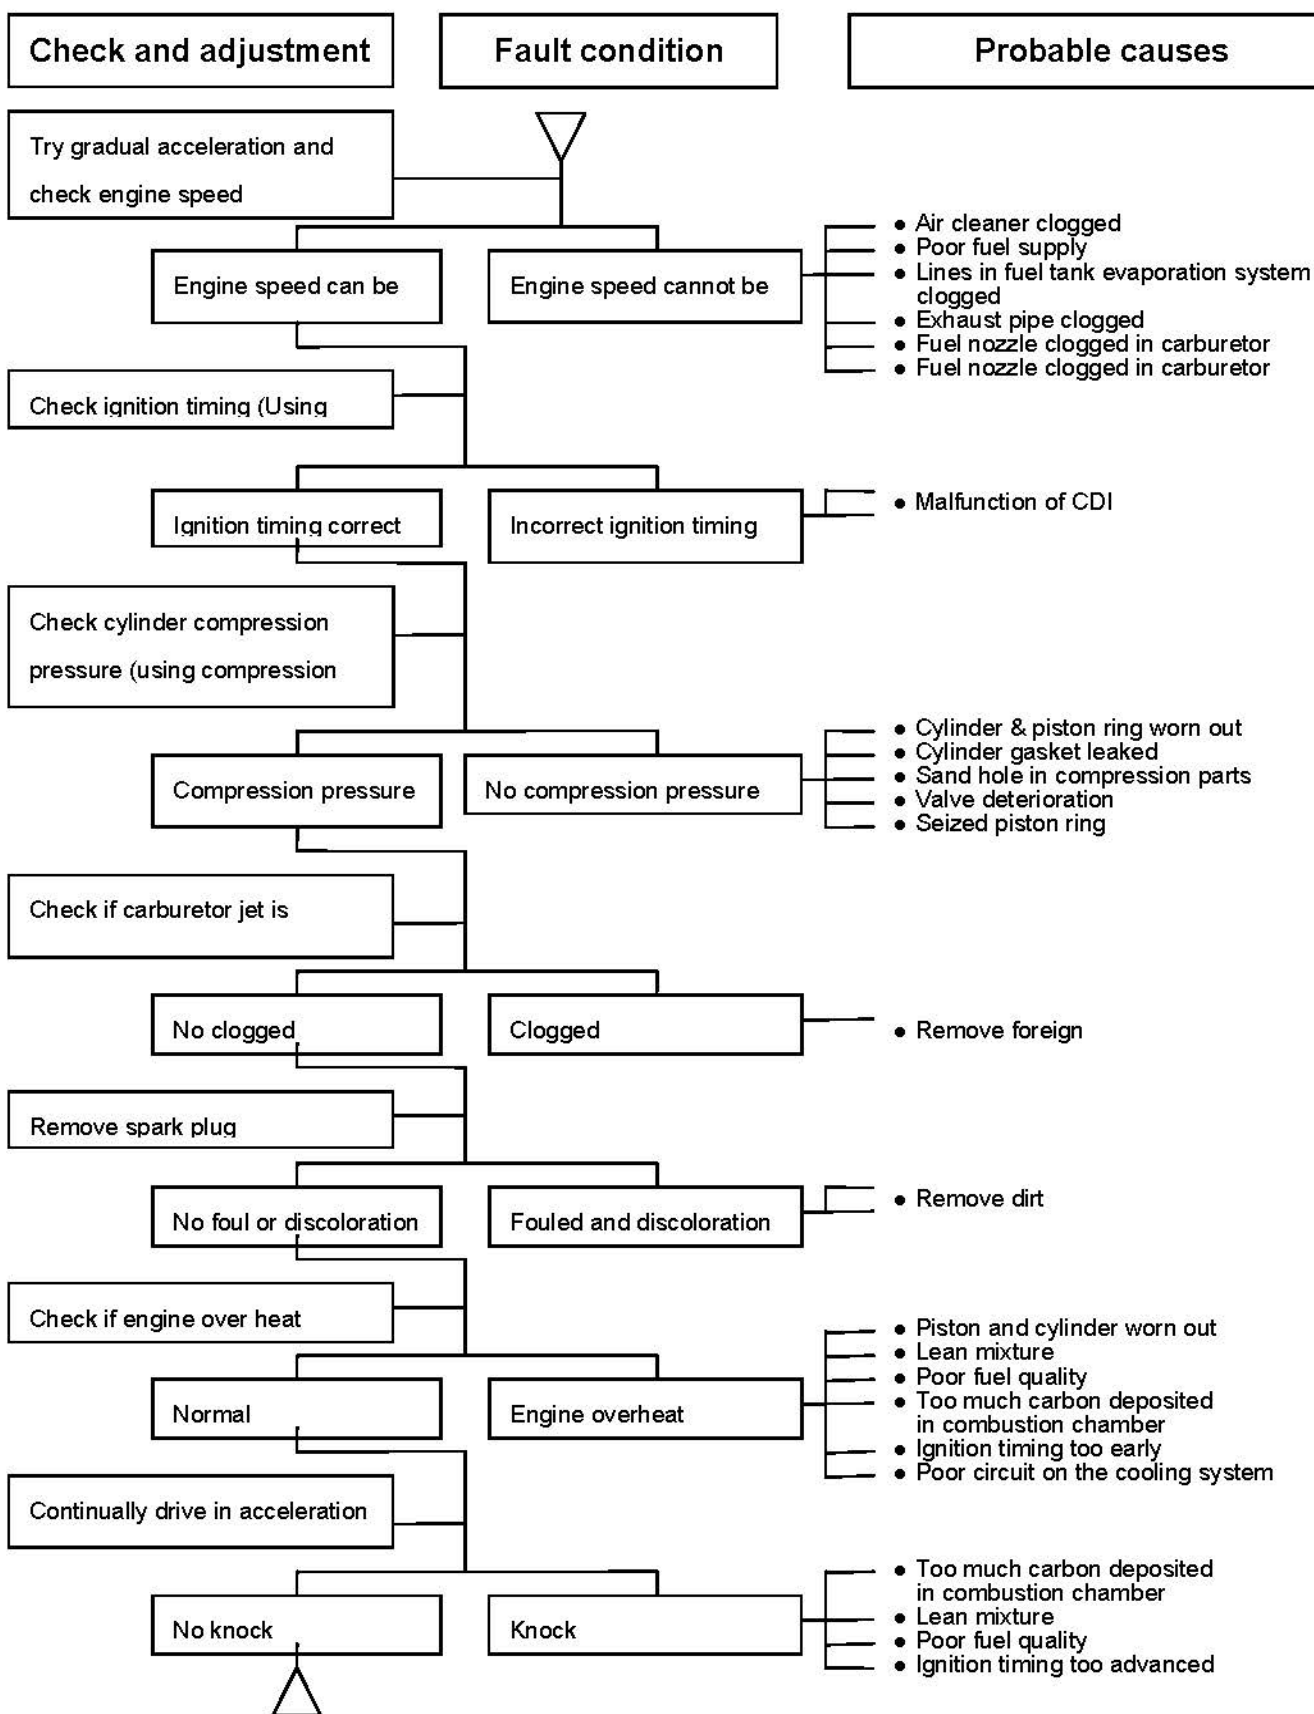 Check and adjustment
Fault condition
Probable causes
Try gradual acceleration and
check engine speed
Engine speed can be
Engine speed cannot be
● Air cleaner clogged
● Poor fuel supply
● Lines in fuel tank evaporation system
clogged
● Exhaust pipe clogged
● Fuel nozzle clogged in carburetor
● Fuel nozzle clogged in carburetor
Check ignition timing (Using
Ignition timing correct
Incorrect ignition timing
● Malfunction of CDI
Check cylinder compression
pressure (using compression
Compression pressure
No compression pressure
● Cylinder & piston ring worn out
● Cylinder gasket leaked
● Sand hole in compression parts
● Valve deterioration
● Seized piston ring
Check if carburetor jet is
No clogged
Clogged
● Remove foreign
Remove spark plug
No foul or discoloration
Fouled and discoloration
● Remove dirt
Check if engine over heat
Normal
Engine overheat
● Piston and cylinder worn out
● Lean mixture
● Poor fuel quality
● Too much carbon deposited
in combustion chamber
● Ignition timing too early
● Poor circuit on the cooling system
Continually drive in acceleration
No knock
Knock
● Too much carbon deposited
in combustion chamber
● Lean mixture
● Poor fuel quality
● Ignition timing too advanced